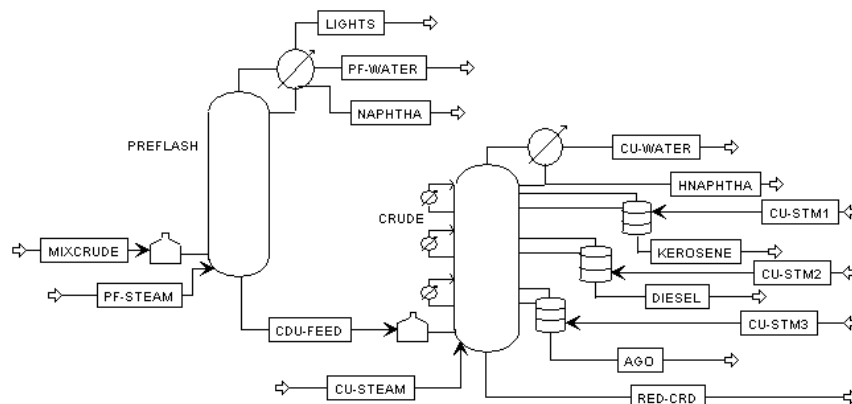 LIGHTS
PF-WATER
NAPHTHA
PREFLASH
CU-WATER
HNAPHTHA
CRUDE
CU-STM1
MIXCRUDE
KEROSENE
CU-STM2
PF-STEAM
DIESEL
CDU-FEED
CU-STM3
AGO
CU-STEAM
RED-CRD